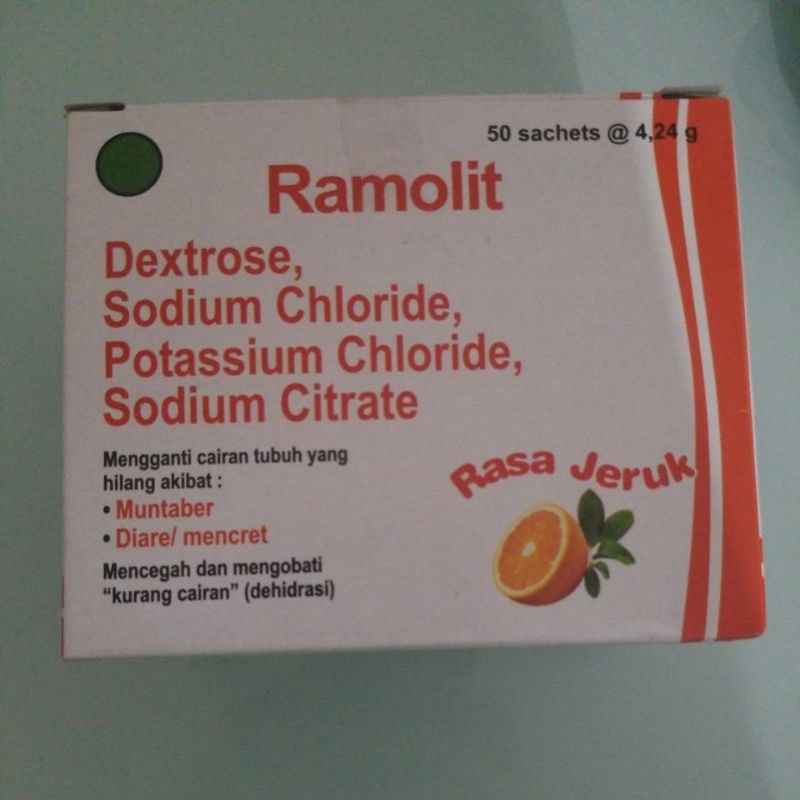 50 sachets @ 4,24 g
Ramolit
Dextrose,
Sodium Chloride,
Potassium Chloride,
Sodium Citrate
Mengganti cairan tubuh yang
hilang akibat :
• Muntaber
• Diare/ mencret
Mencegah dan mengobati
“kurang cairan” (dehidrasi)
Rasa Jeruk